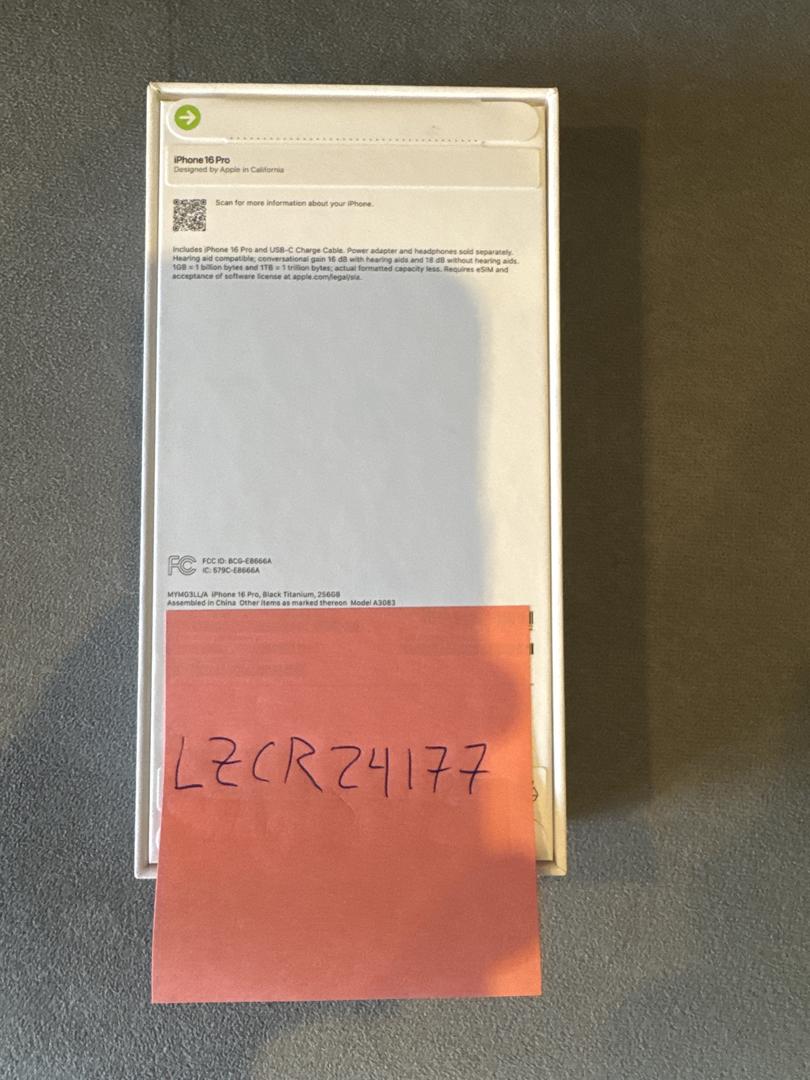 iPhone 16 Pro
Designed by Apple in California
Scan for more information about your iPhone.
Includes iPhone 16 Pro and USB-C Charge Cable. Power adapter and headphones sold separately.
Hearing aid compatible; conversational gain 16 dB with hearing aids and 18 dB without hearing aids.
1GB = 1 billion bytes and 1TB = 1 trillion bytes; actual formatted capacity less. Requires eSIM and
acceptance of software license at apple.com/legal/sla.
FC
FCC ID: BCG-E8666A
IC: 579C-E8666A
MYMG3LL/A iPhone 16 Pro, Black Titanium, 256GB
Assembled in China Other items as marked thereon Model A3083
LZCR24177